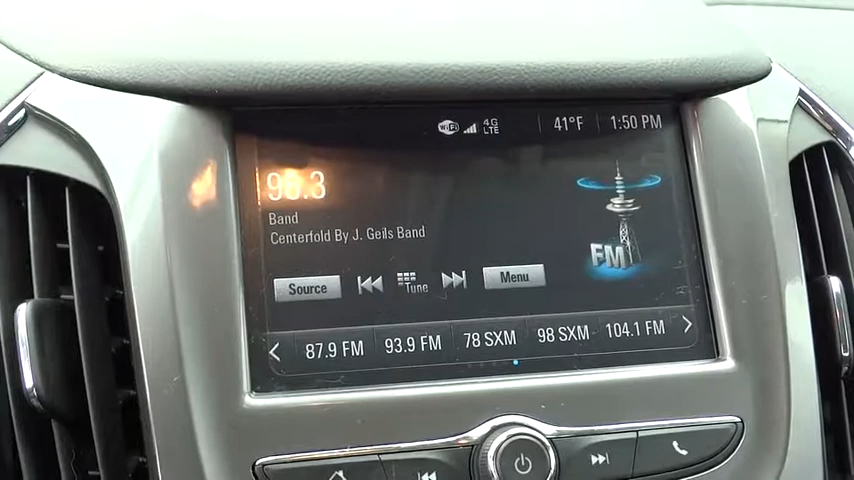 WiFi 4G LTE 41°F 1:50 PM
Band
Centerfold By J. Geils Band
FM
Source Tune Menu
87.9 FM 93.9 FM 78 SXM 98 SXM 104.1 FM